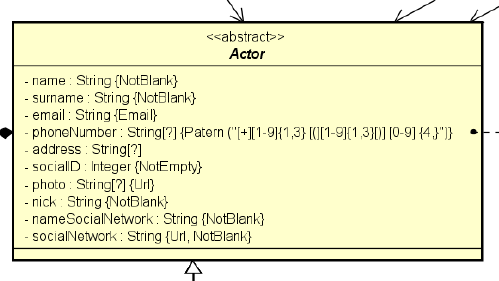 <<abstract>>
Actor
- name : String {NotBlank}
- surname : String {NotBlank}
- email : String {Email}
- phoneNumber : String[?] {Patern ("[+][1-9]{1,3} [(][1-9]{1,3}[)] [0-9] {4,}")}
- address : String[?]
- socialID : Integer {NotEmpty}
- photo : String[?] {Url}
- nick : String {NotBlank}
- nameSocialNetwork : String {NotBlank}
- socialNetwork : String {Url, NotBlank}